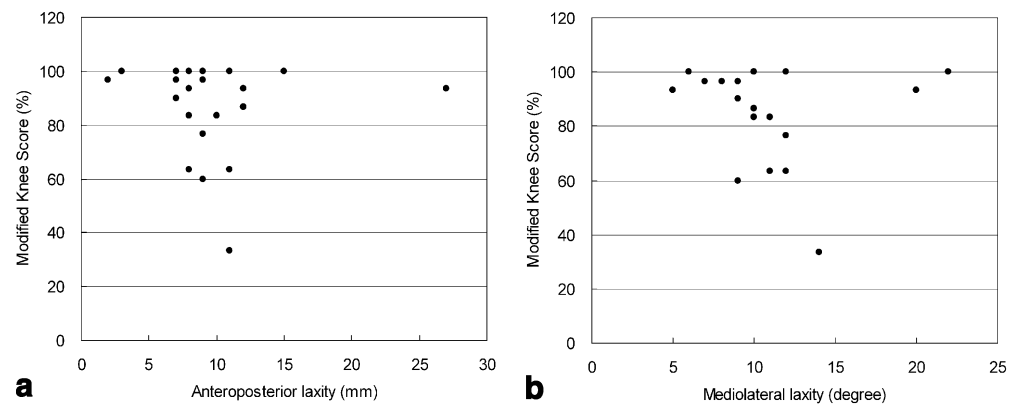 120
100
80
60
40
20
0
Modified Knee Score (%)
0 5 10 15 20 25 30
Anteroposterior laxity (mm)
a
120
100
80
60
40
20
0
Modified Knee Score (%)
0 5 10 15 20 25
Mediolateral laxity (degree)
b